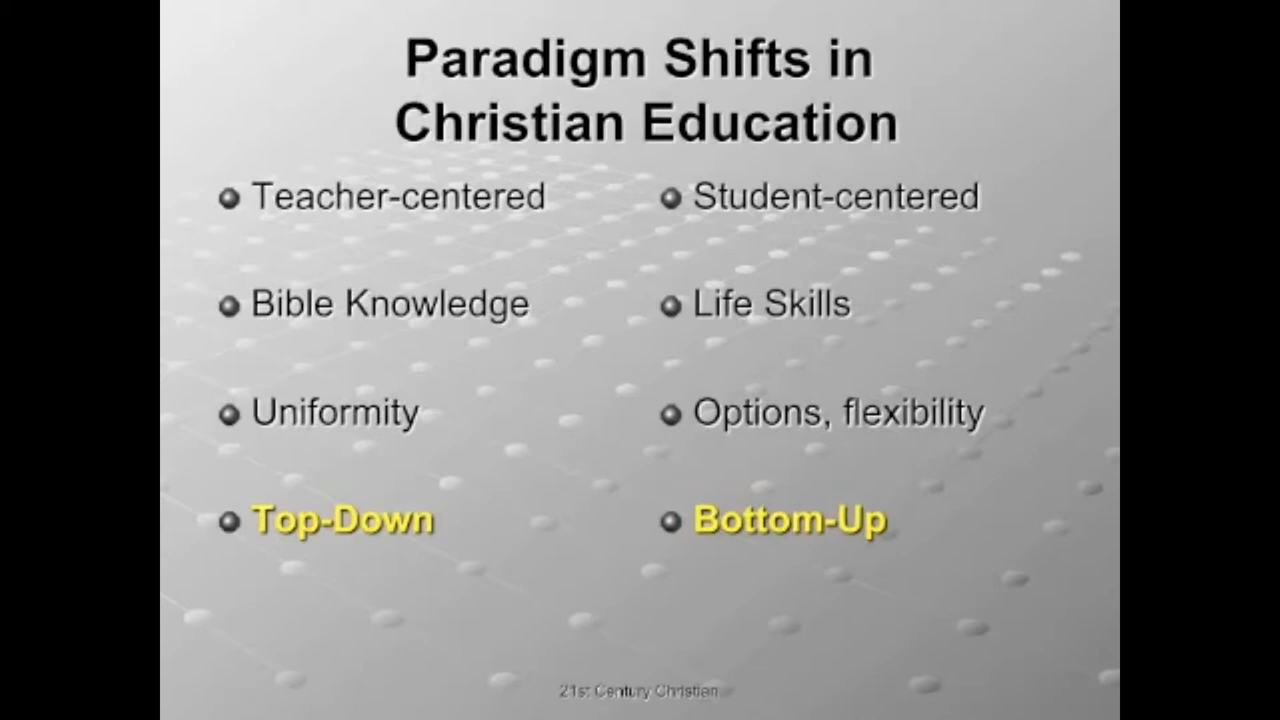 Paradigm Shifts in
Christian Education
Teacher-centered
Student-centered
Bible Knowledge
Life Skills
Uniformity
Options, flexibility
Top-Down
Bottom-Up
21st Century Christian